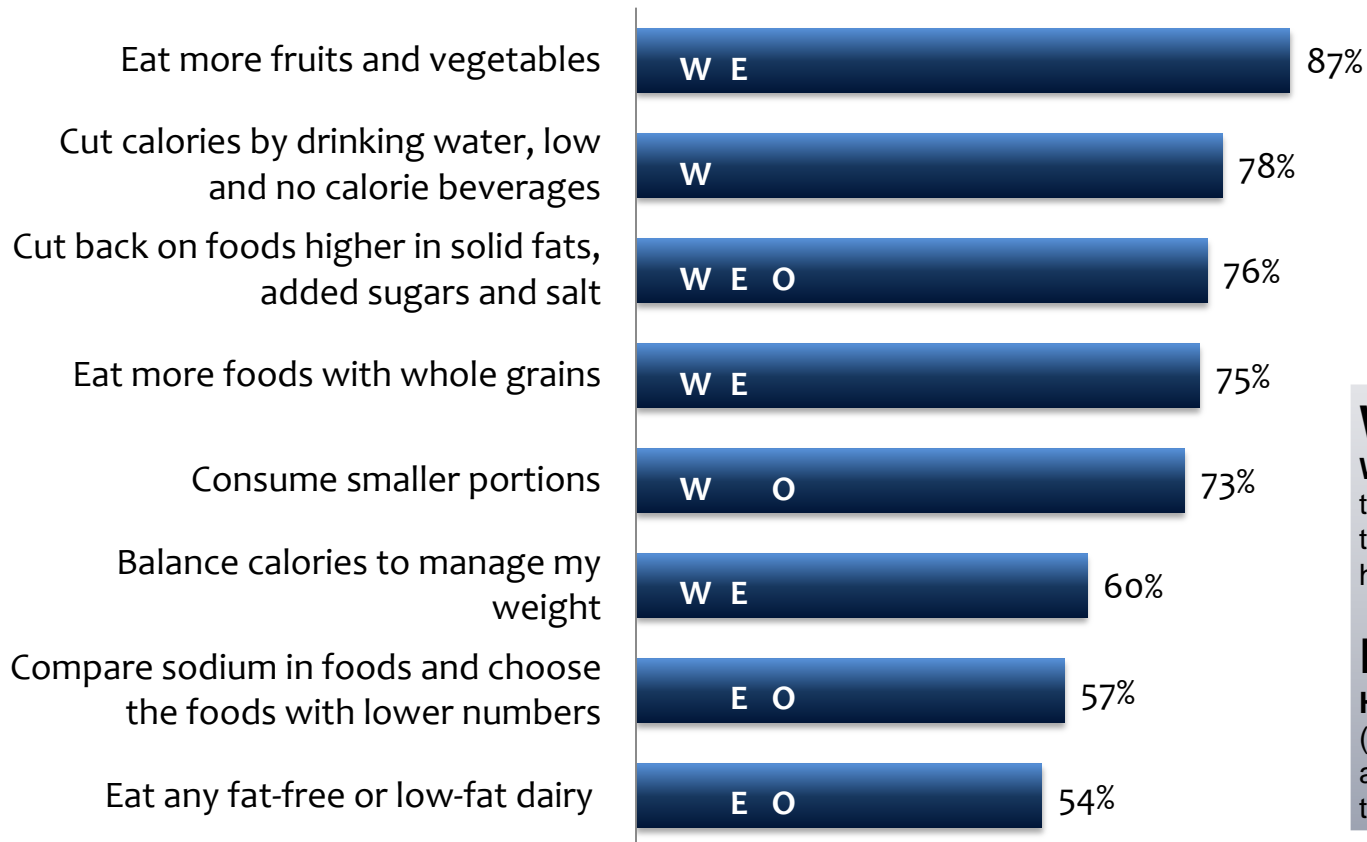 Eat more fruits and vegetables
W E
87%
Cut calories by drinking water, low
and no calorie beverages
W
78%
Cut back on foods higher in solid fats,
added sugars and salt
W E O
76%
Eat more foods with whole grains
W E
75%
Consume smaller portions
W O
73%
Balance calories to manage my
weight
W E
60%
Compare sodium in foods and choose
the foods with lower numbers
E O
57%
Eat any fat-free or low-fat dairy
E O
54%